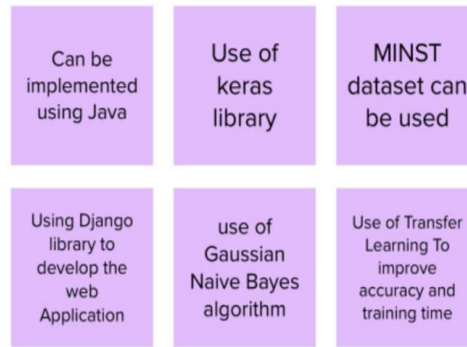 Can be
implemented
using Java
Use of
keras
library
MINST
dataset can
be used
Using Django
library to
develop the
web
Application
use of
Gaussian
Naive Bayes
algorithm
Use of Transfer
Learning To
improve
accuracy and
training time